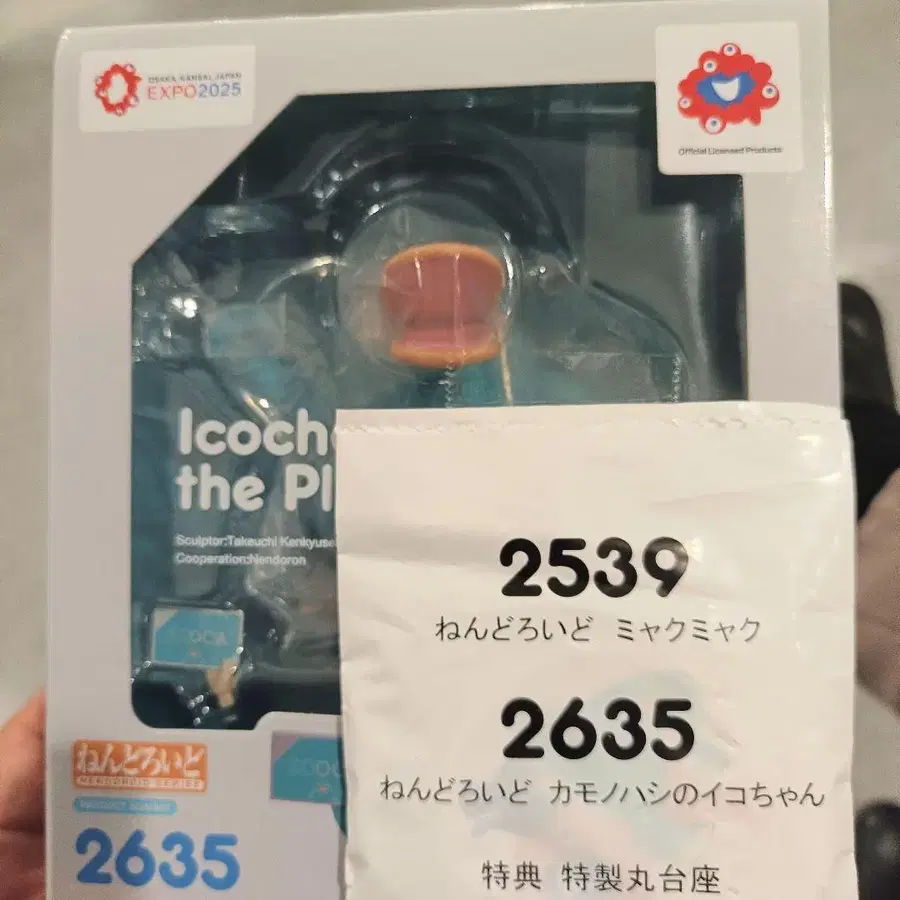 OSAKA, KANSAI, JAPAN
EXPO2025
Official Licensed Products
Icoch
the Pl
Sculptor:Takeuchi Kenkyuse
Cooperation:Nendoron
ICOCA
ねんどろいど
NENDOROID SERIES
2635
2539
ねんどろいど ミャクミャク
2635
ねんどろいど カモノハシのイコちゃん
特典 特製丸台座